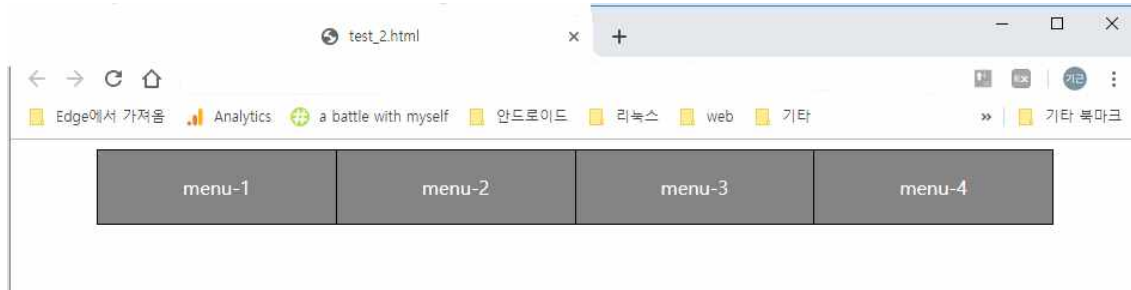 test_2.html
기근
Edge에서 가져옴 Analytics a battle with myself 안드로이드 리눅스 web 기타 » 기타 북마크
menu-1 menu-2 menu-3 menu-4